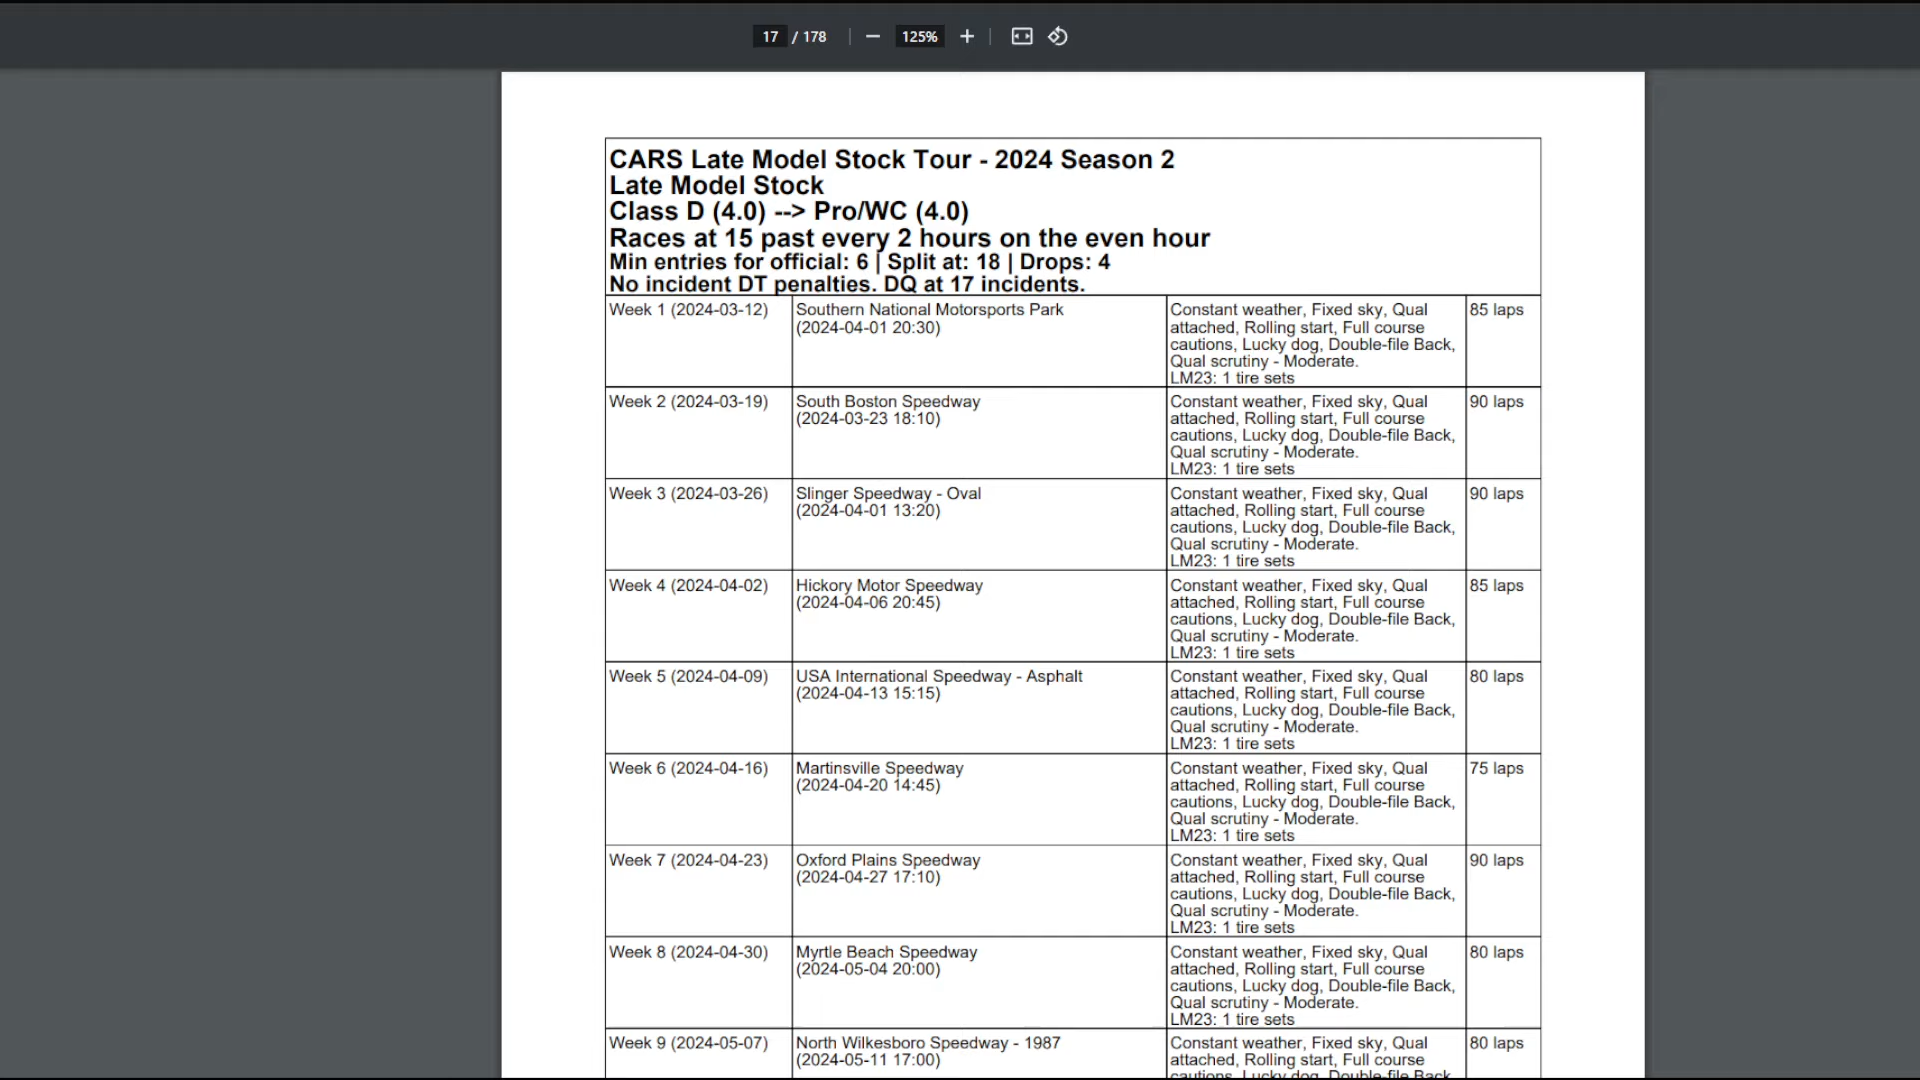 17 / 178 125%
CARS Late Model Stock Tour - 2024 Season 2
Late Model Stock
Class D (4.0) --> Pro/WC (4.0)
Races at 15 past every 2 hours on the even hour
Min entries for official: 6 | Split at: 18 | Drops: 4
No incident DT penalties. DQ at 17 incidents.
Week 1 (2024-03-12) Southern National Motorsports Park Constant weather, Fixed sky, Qual 85 laps
(2024-04-01 20:30) attached, Rolling start, Full course
cautions, Lucky dog, Double-file Back,
Qual scrutiny - Moderate.
LM23: 1 tire sets
Week 2 (2024-03-19) South Boston Speedway Constant weather, Fixed sky, Qual 90 laps
(2024-03-23 18:10) attached, Rolling start, Full course
cautions, Lucky dog, Double-file Back,
Qual scrutiny - Moderate.
LM23: 1 tire sets
Week 3 (2024-03-26) Slinger Speedway - Oval Constant weather, Fixed sky, Qual 90 laps
(2024-04-01 13:20) attached, Rolling start, Full course
cautions, Lucky dog, Double-file Back,
Qual scrutiny - Moderate.
LM23: 1 tire sets
Week 4 (2024-04-02) Hickory Motor Speedway Constant weather, Fixed sky, Qual 85 laps
(2024-04-06 20:45) attached, Rolling start, Full course
cautions, Lucky dog, Double-file Back,
Qual scrutiny - Moderate.
LM23: 1 tire sets
Week 5 (2024-04-09) USA International Speedway - Asphalt Constant weather, Fixed sky, Qual 80 laps
(2024-04-13 15:15) attached, Rolling start, Full course
cautions, Lucky dog, Double-file Back,
Qual scrutiny - Moderate.
LM23: 1 tire sets
Week 6 (2024-04-16) Martinsville Speedway Constant weather, Fixed sky, Qual 75 laps
(2024-04-20 14:45) attached, Rolling start, Full course
cautions, Lucky dog, Double-file Back,
Qual scrutiny - Moderate.
LM23: 1 tire sets
Week 7 (2024-04-23) Oxford Plains Speedway Constant weather, Fixed sky, Qual 90 laps
(2024-04-27 17:10) attached, Rolling start, Full course
cautions, Lucky dog, Double-file Back,
Qual scrutiny - Moderate.
LM23: 1 tire sets
Week 8 (2024-04-30) Myrtle Beach Speedway Constant weather, Fixed sky, Qual 80 laps
(2024-05-04 20:00) attached, Rolling start, Full course
cautions, Lucky dog, Double-file Back,
Qual scrutiny - Moderate.
LM23: 1 tire sets
Week 9 (2024-05-07) North Wilkesboro Speedway - 1987 Constant weather, Fixed sky, Qual 80 laps
(2024-05-11 17:00) attached, Rolling start, Full course
cautions, Lucky dog, Double-file Back,